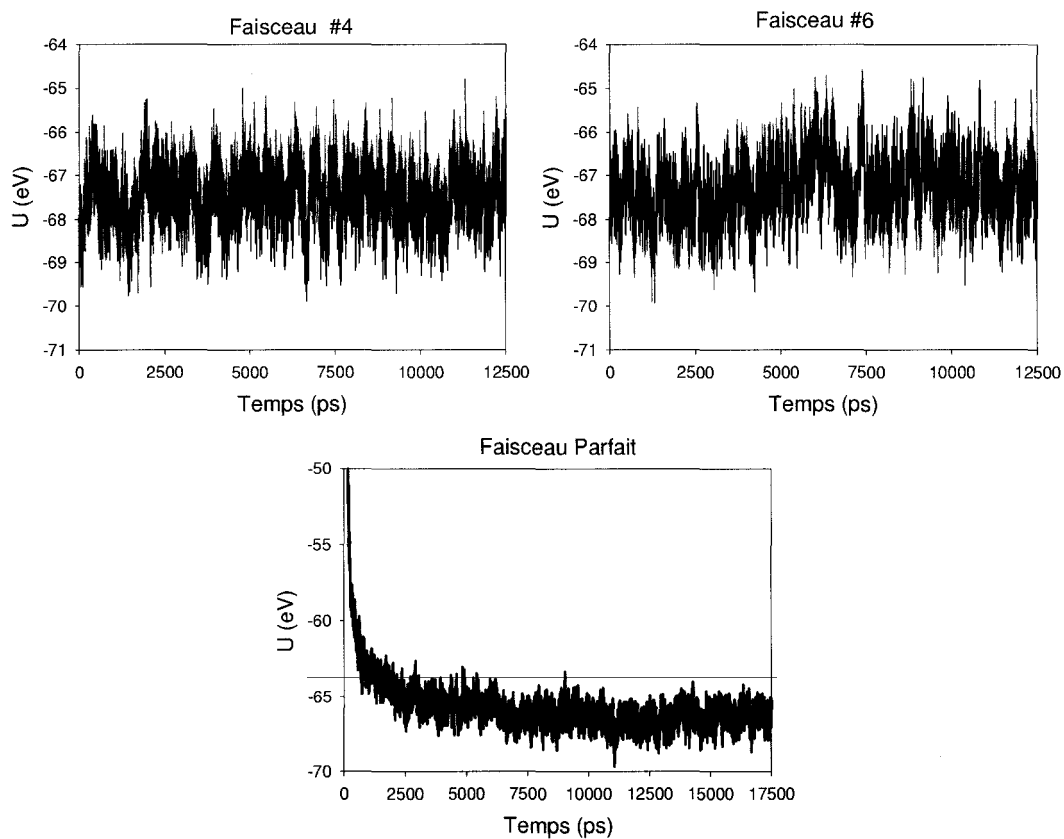 Faisceau #4
-64
-65
-66
-67
-68
-69
-70
-71
U (eV)
0 2500 5000 7500 10000 12500
Temps (ps)
Faisceau #6
-64
-65
-66
-67
-68
-69
-70
-71
U (eV)
0 2500 5000 7500 10000 12500
Temps (ps)
Faisceau Parfait
-50
-55
-60
-65
-70
U (eV)
0 2500 5000 7500 10000 12500 15000 17500
Temps (ps)